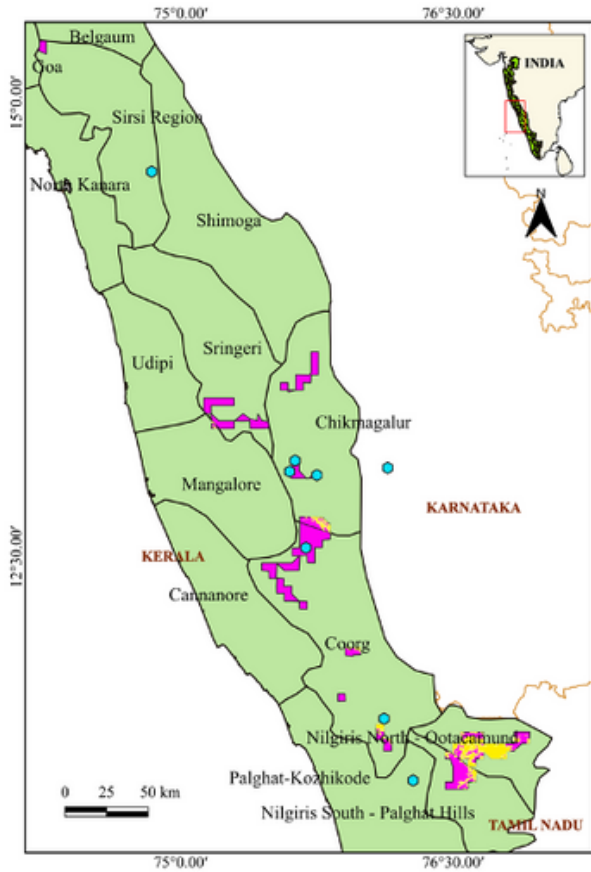 75°0.00'
76°30.00'
Belgaum
Goa
INDIA
15°0.00'
Sirsi Region
N
North Kanara
Shimoga
Sringeri
Udipi
Chikmagalur
Mangalore
KARNATAKA
12°30.00'
KERALA
Cannanore
Coorg
Nilgiris North - Ootacamund
Palghat-Kozhikode
0 25 50 km
Nilgiris South - Palghat Hills
TAMIL NADU
75°0.00'
76°30.00'